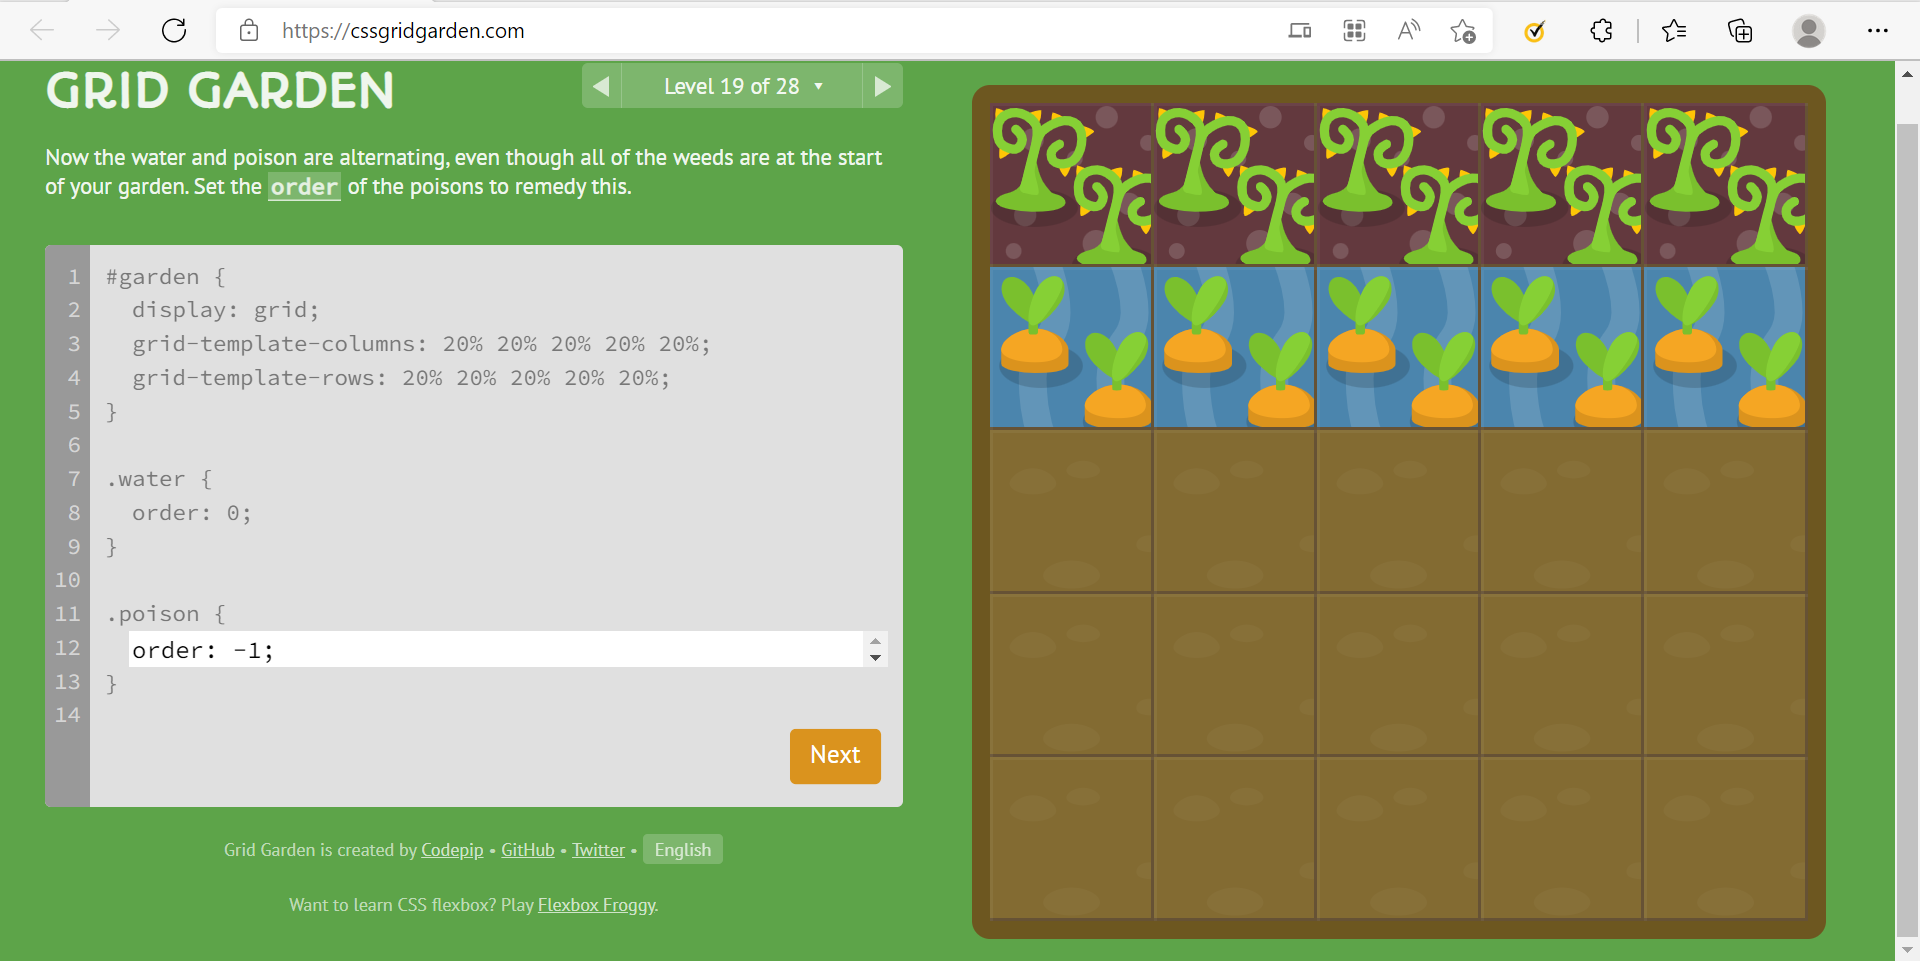 https://cssgridgarden.com
GRID GARDEN
Level 19 of 28 ▼
Now the water and poison are alternating, even though all of the weeds are at the start
of your garden. Set the order of the poisons to remedy this.
1 #garden {
2 display: grid;
3 grid-template-columns: 20% 20% 20% 20% 20%;
4 grid-template-rows: 20% 20% 20% 20% 20%;
5 }
6
7 .water {
8 order: 0;
9 }
10
11 .poison {
12 order: -1;
13 }
14
Next
Grid Garden is created by Codepip • GitHub • Twitter • English
Want to learn CSS flexbox? Play Flexbox Froggy.